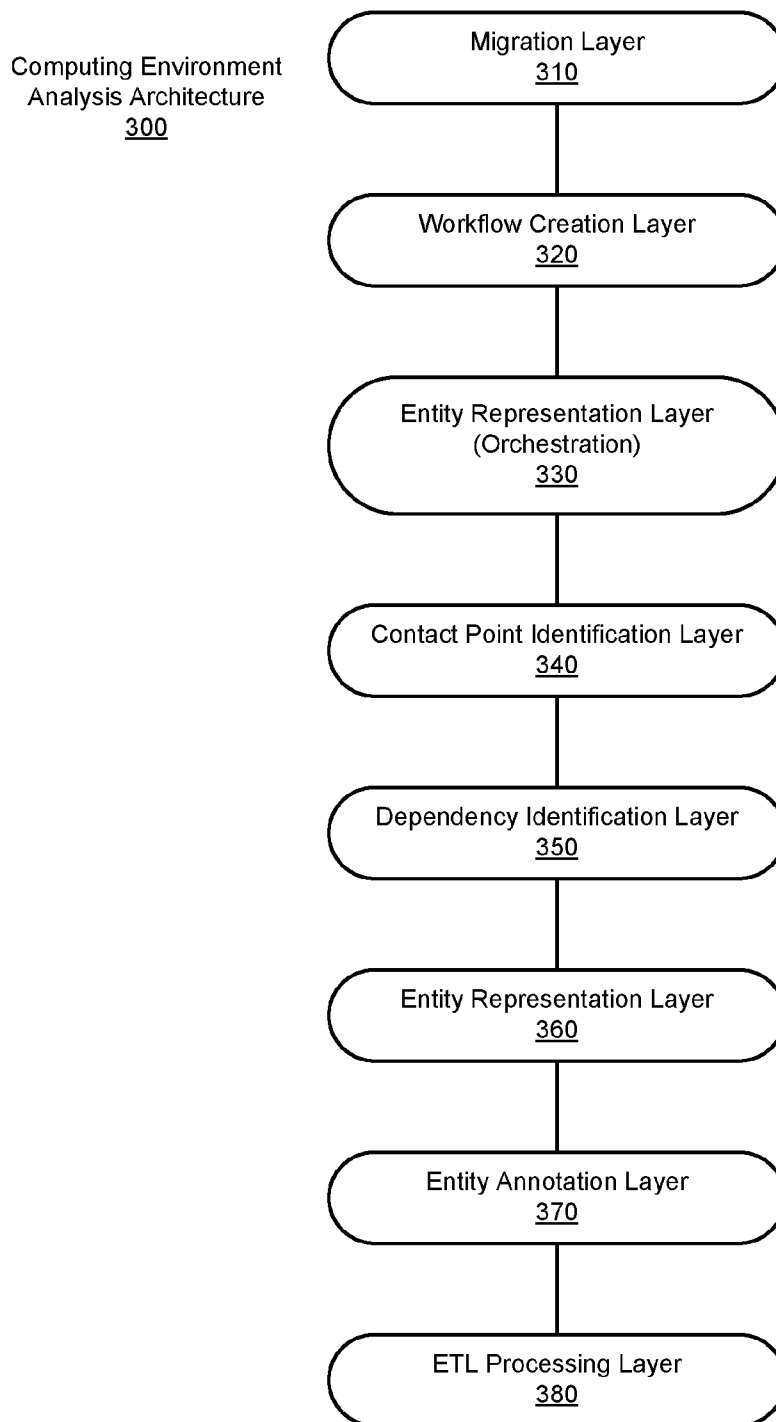 Computing Environment
Analysis Architecture
300
Migration Layer
310
Workflow Creation Layer
320
Entity Representation Layer
(Orchestration)
330
Contact Point Identification Layer
340
Dependency Identification Layer
350
Entity Representation Layer
360
Entity Annotation Layer
370
ETL Processing Layer
380